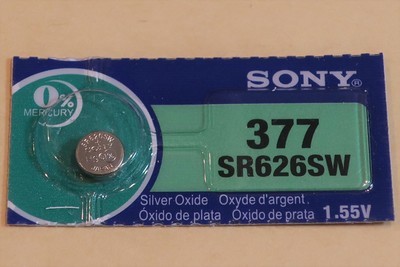 SONY
0%
MERCURY
377
SR626SW
Silver Oxide Oxyde d'argent
Óxido de plata Óxido de prata 1.55V